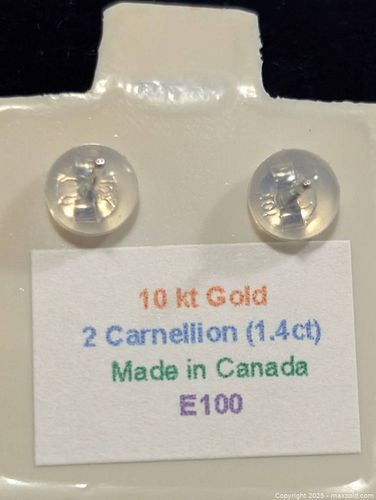 10 kt Gold
2 Carnellion (1.4ct)
Made in Canada
E100
Copyright 2025 - maxsold.com